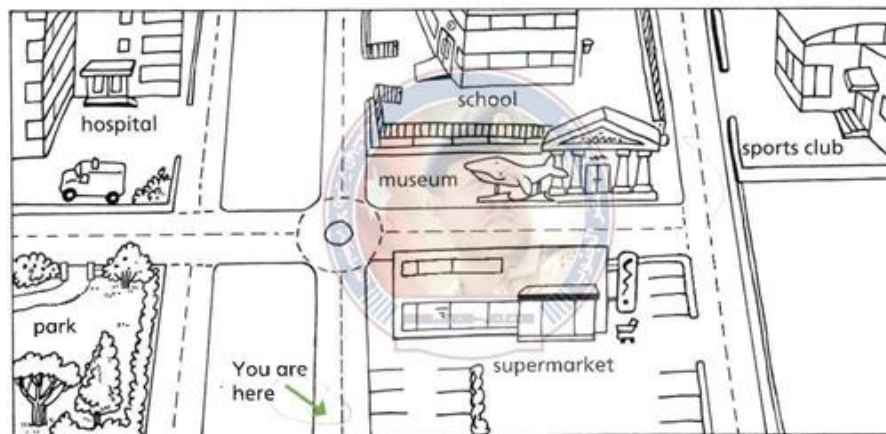 school
hospital
sports club
museum
park
You are
here
supermarket